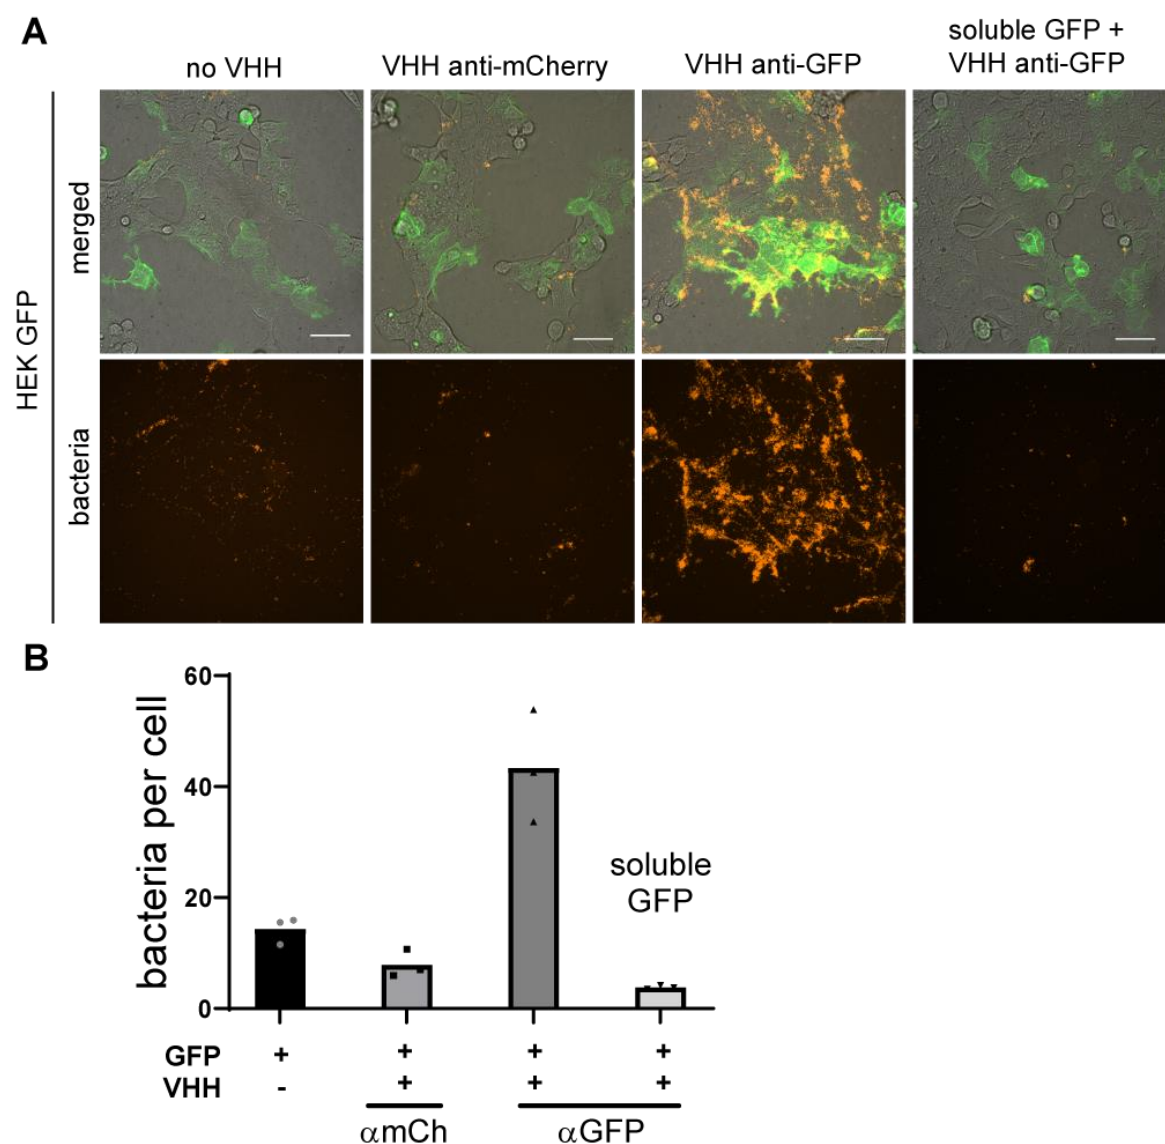 A
no VHH
VHH anti-mCherry
VHH anti-GFP
soluble GFP +
VHH anti-GFP
HEK GFP
merged
bacteria
B
bacteria per cell
60
40
20
0
soluble
GFP
GFP + + + +
VHH - + + +
αmCh αGFP